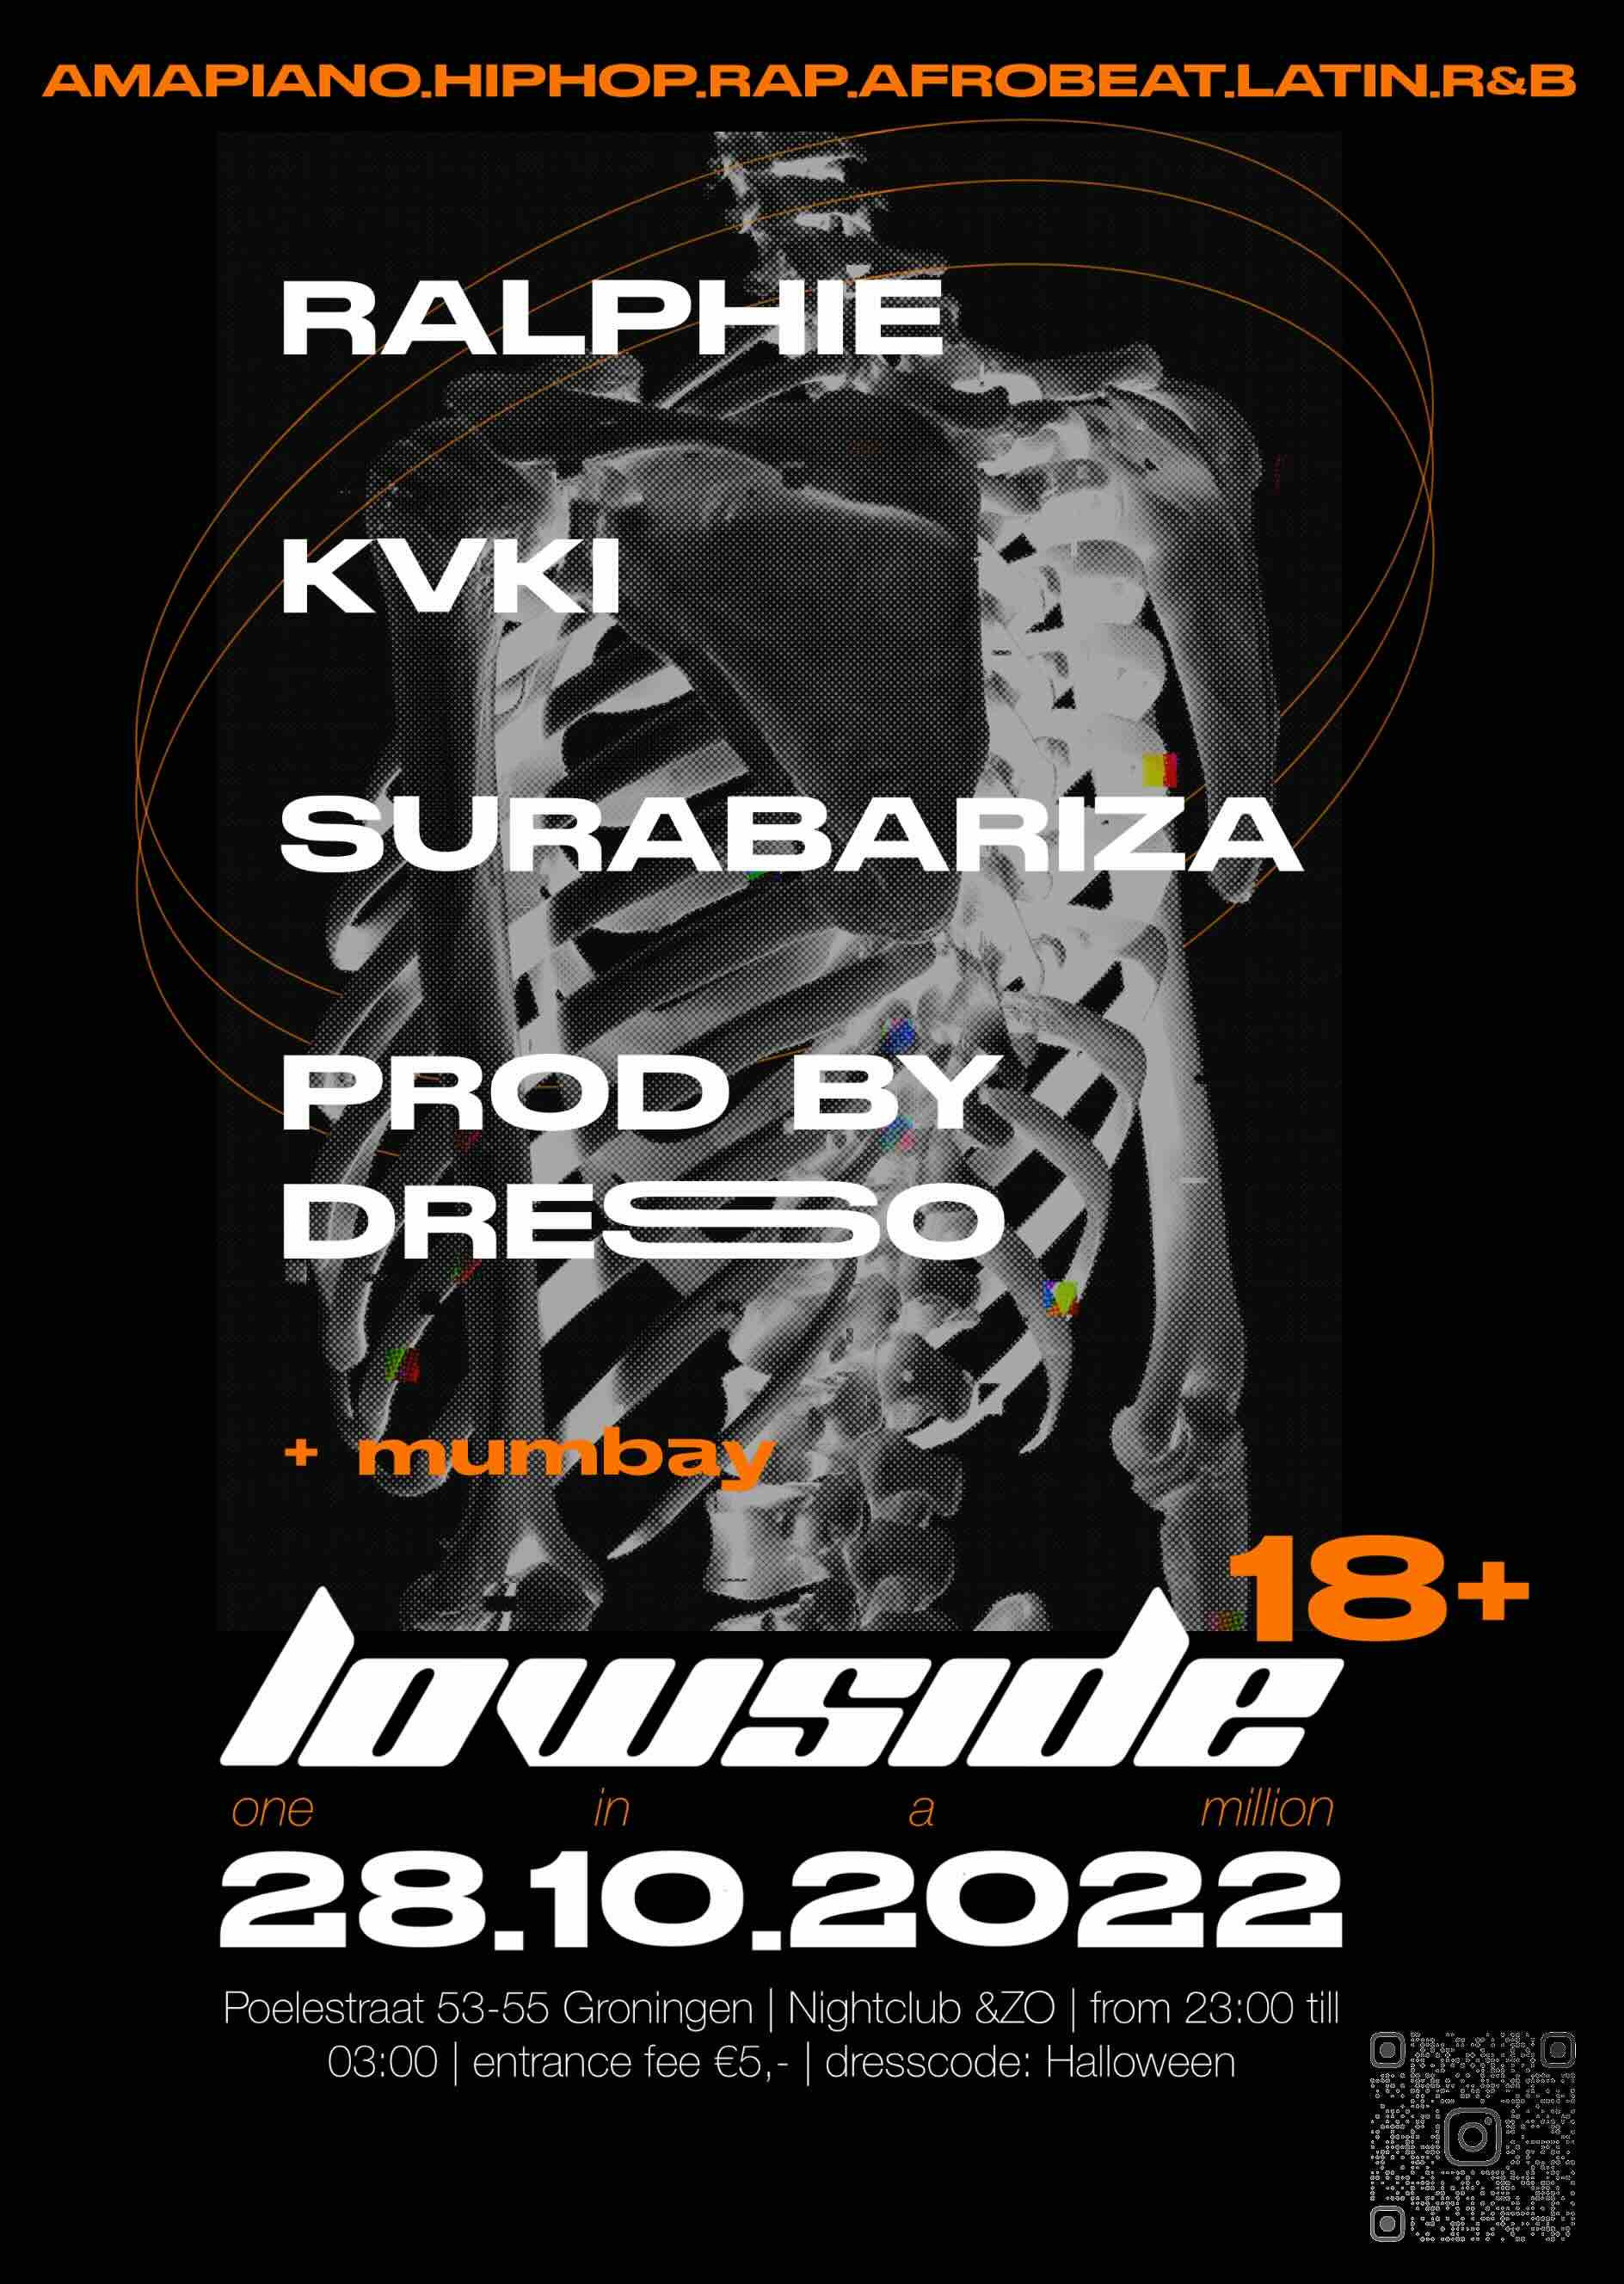 AMAPIANO.HIPHOP.RAP.AFROBEAT.LATIN.R&B
RALPHIE
KVKI
SURABARIZA
PROD BY
DRESSO
+ mumbay
18+
lowside
one in a million
28.10.2022
Poelestraat 53-55 Groningen | Nightclub &ZO | from 23:00 till
03:00 | entrance fee €5,- | dresscode: Halloween